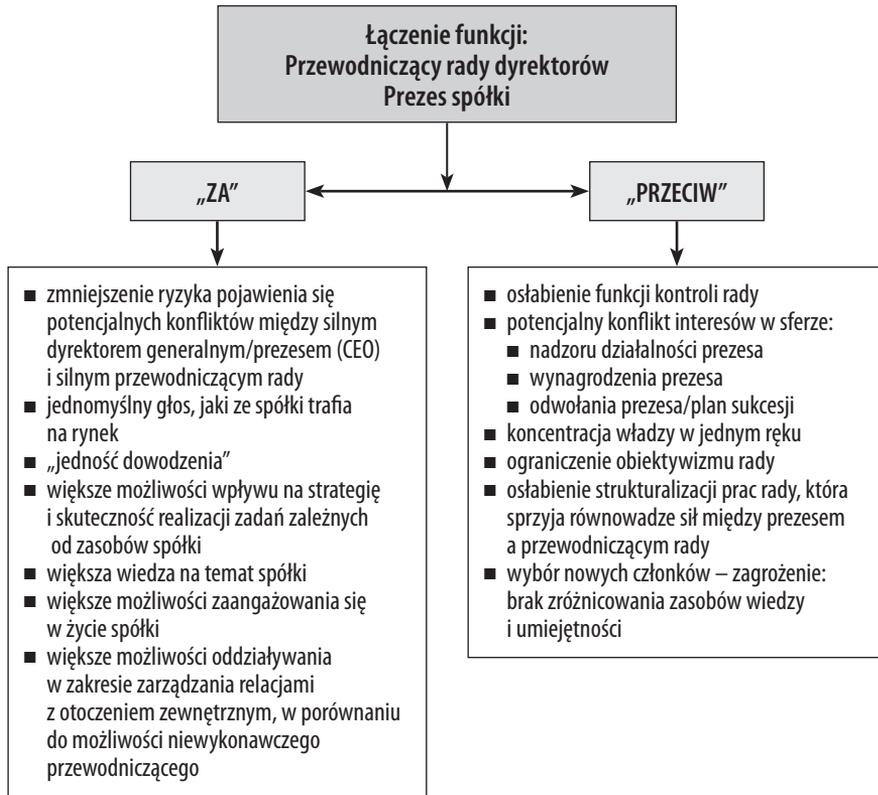 Łączenie funkcji:
Przewodniczący rady dyrektorów
Prezes spółki
„ZA”
„PRZECIW”
■ zmniejszenie ryzyka pojawienia się
potencjalnych konfliktów między silnym
dyrektorem generalnym/prezesem (CEO)
i silnym przewodniczącym rady
■ jednomyślny głos, jaki ze spółki trafia
na rynek
■ „jedność dowodzenia”
■ większe możliwości wpływu na strategię
i skuteczność realizacji zadań zależnych
od zasobów spółki
■ większa wiedza na temat spółki
■ większe możliwości zaangażowania się
w życie spółki
■ większe możliwości oddziaływania
w zakresie zarządzania relacjami
z otoczeniem zewnętrznym, w porównaniu
do możliwości niewykonawczego
przewodniczącego
■ osłabienie funkcji kontroli rady
■ potencjalny konflikt interesów w sferze:
■ nadzoru działalności prezesa
■ wynagrodzenia prezesa
■ odwołania prezesa/plan sukcesji
■ koncentracja władzy w jednym ręku
■ ograniczenie obiektywizmu rady
■ osłabienie strukturalizacji prac rady, która
sprzyja równowadze sił między prezesem
a przewodniczącym rady
■ wybór nowych członków – zagrożenie:
brak zróżnicowania zasobów wiedzy
i umiejętności